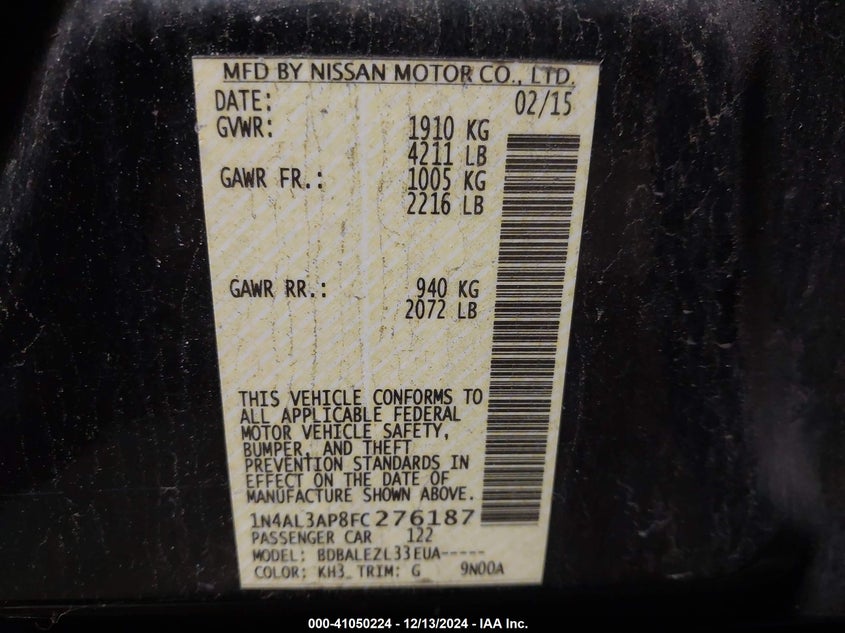 MFD BY NISSAN MOTOR CO., LTD.
DATE: 02/15
GVWR: 1910 KG
4211 LB
GAWR FR.: 1005 KG
2216 LB
GAWR RR.: 940 KG
2072 LB
THIS VEHICLE CONFORMS TO
ALL APPLICABLE FEDERAL
MOTOR VEHICLE SAFETY,
BUMPER, AND THEFT
PREVENTION STANDARDS IN
EFFECT ON THE DATE OF
MANUFACTURE SHOWN ABOVE.
1N4AL3AP8FC276187
PASSENGER CAR 122
MODEL: BDBALEZL33EUA-----
COLOR: KH3 TRIM: G 9N00A
000-41050224 - 12/13/2024 - IAA Inc.